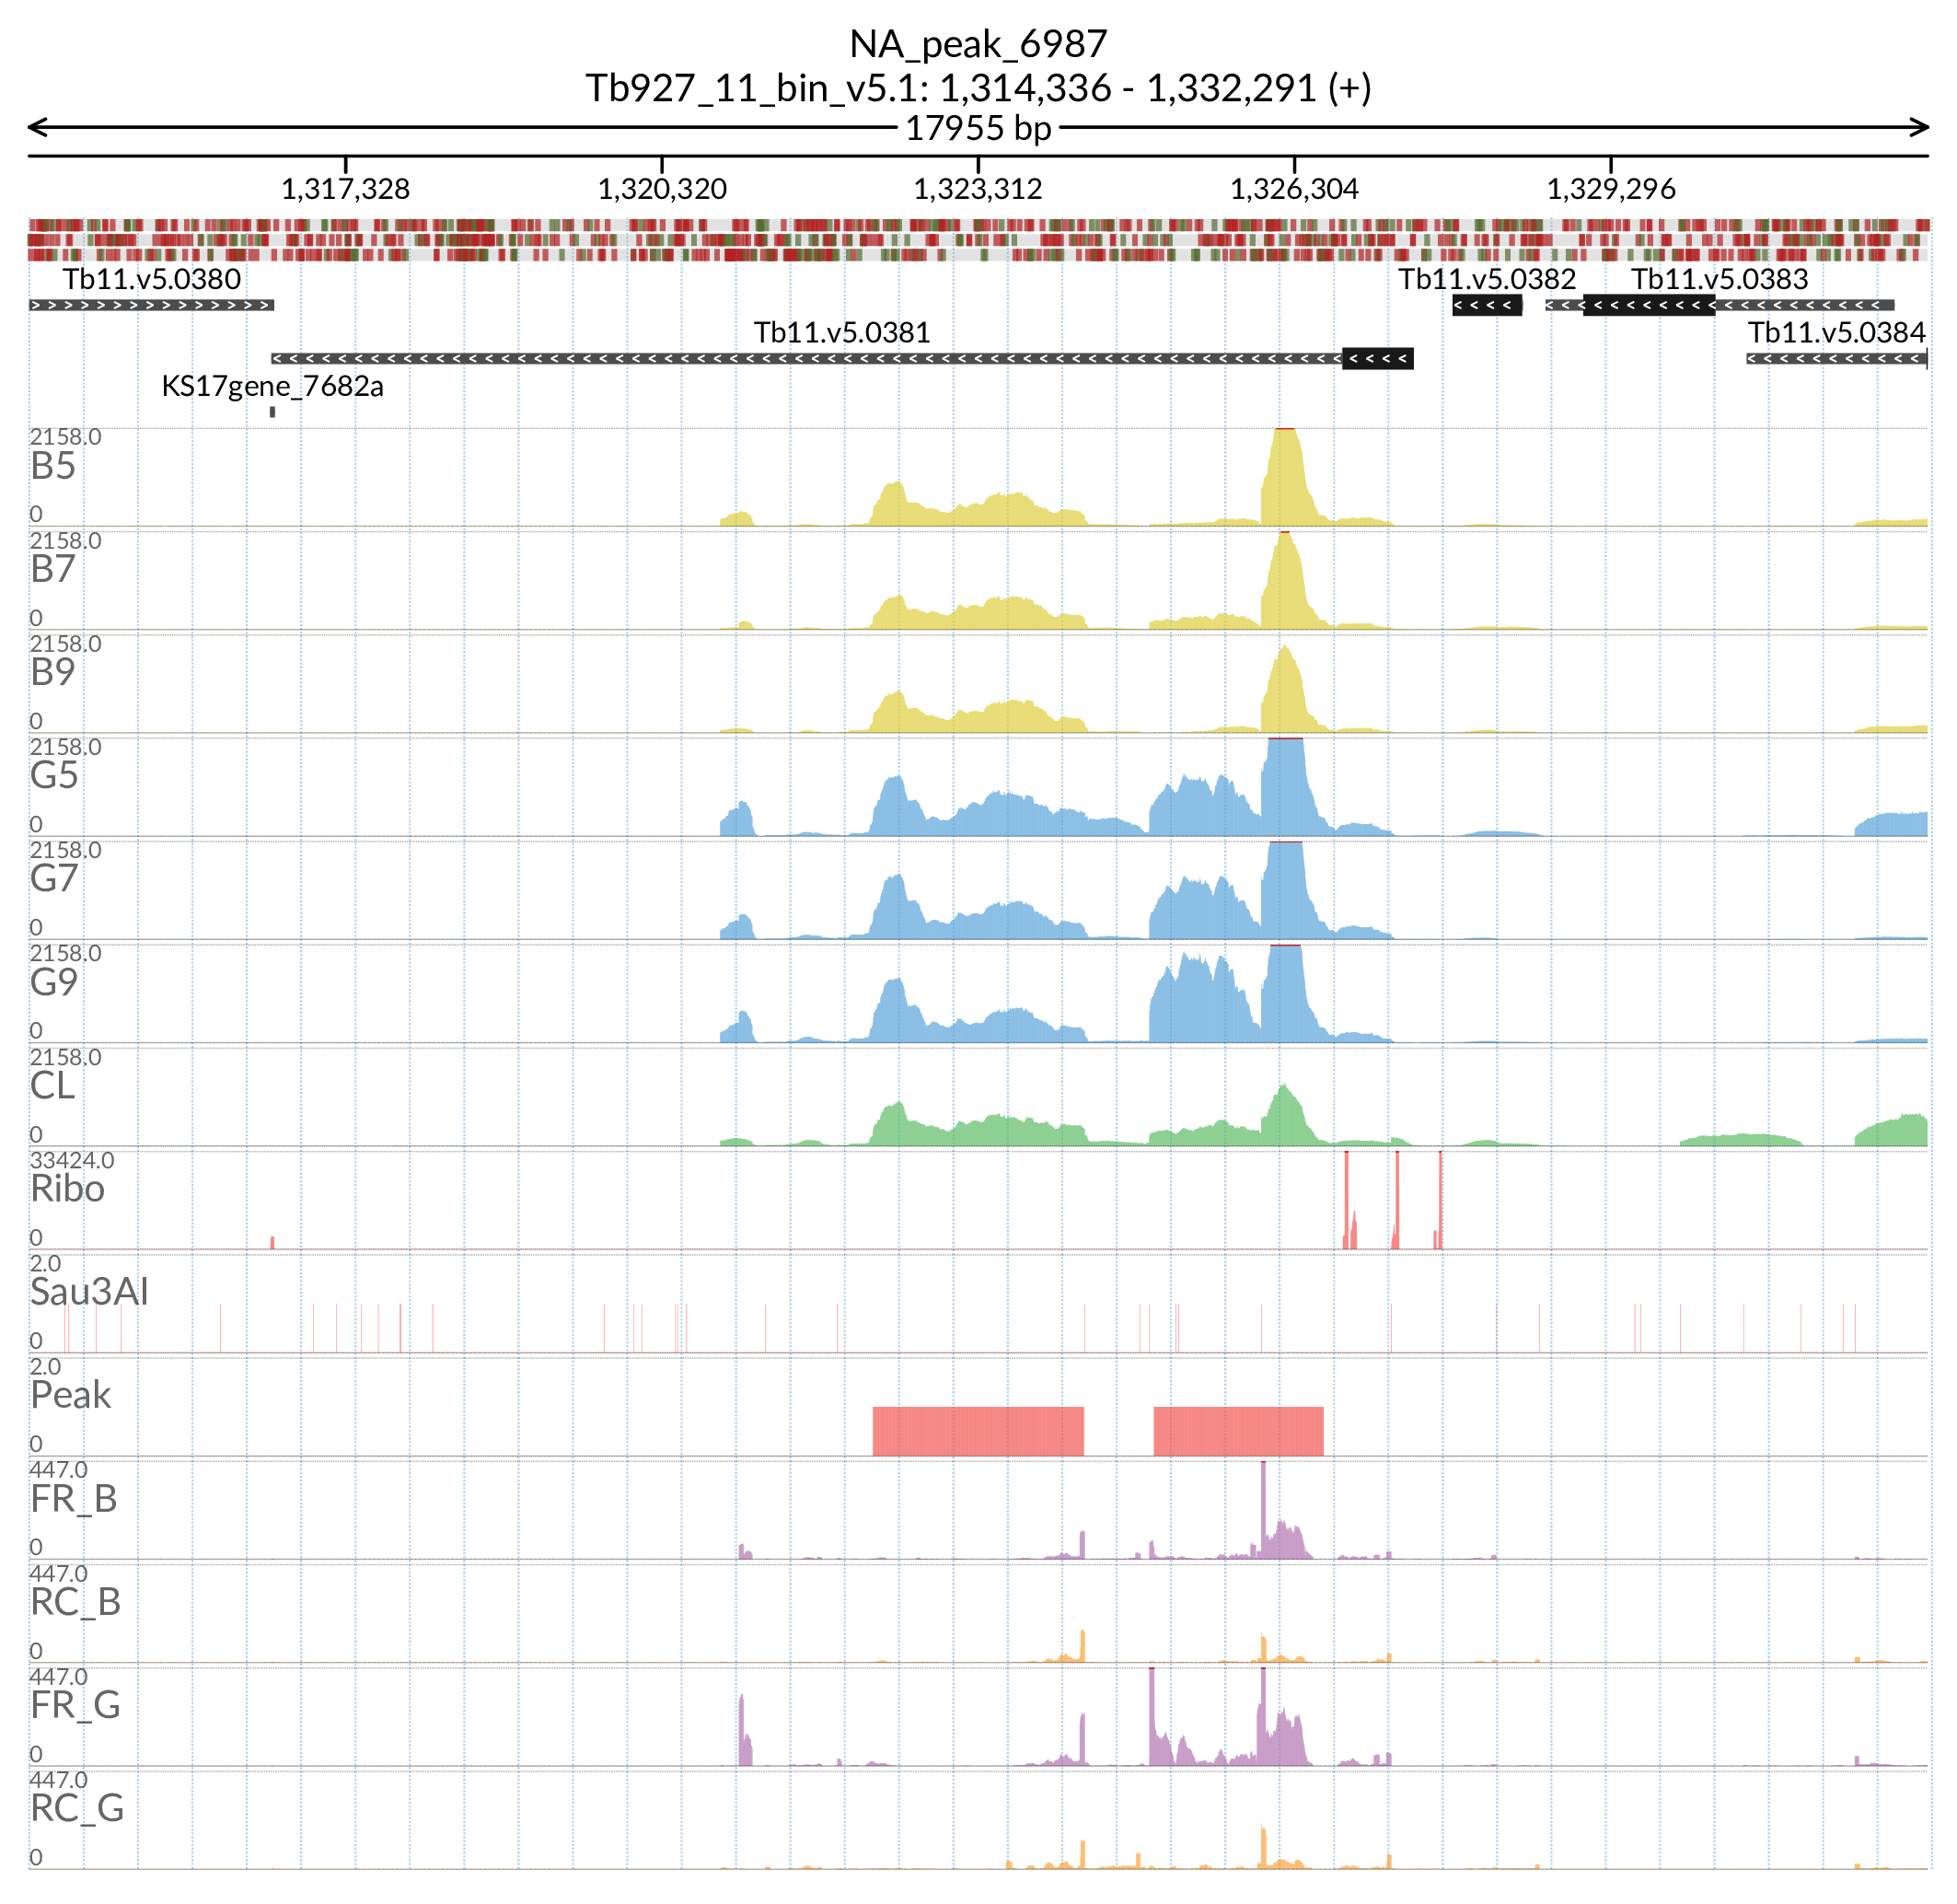 NA_peak_6987
Tb927_11_bin_v5.1: 1,314,336 - 1,332,291 (+)
17955 bp
1,317,328 1,320,320 1,323,312 1,326,304 1,329,296
Tb11.v5.0380 Tb11.v5.0382 Tb11.v5.0383
Tb11.v5.0381 Tb11.v5.0384
KS17gene_7682a
2158.0
B5
0
2158.0
B7
0
2158.0
B9
0
2158.0
G5
0
2158.0
G7
0
2158.0
G9
0
2158.0
CL
0
33424.0
Ribo
0
2.0
Sau3AI
0
2.0
Peak
0
447.0
FR_B
0
447.0
RC_B
0
447.0
FR_G
0
447.0
RC_G
0